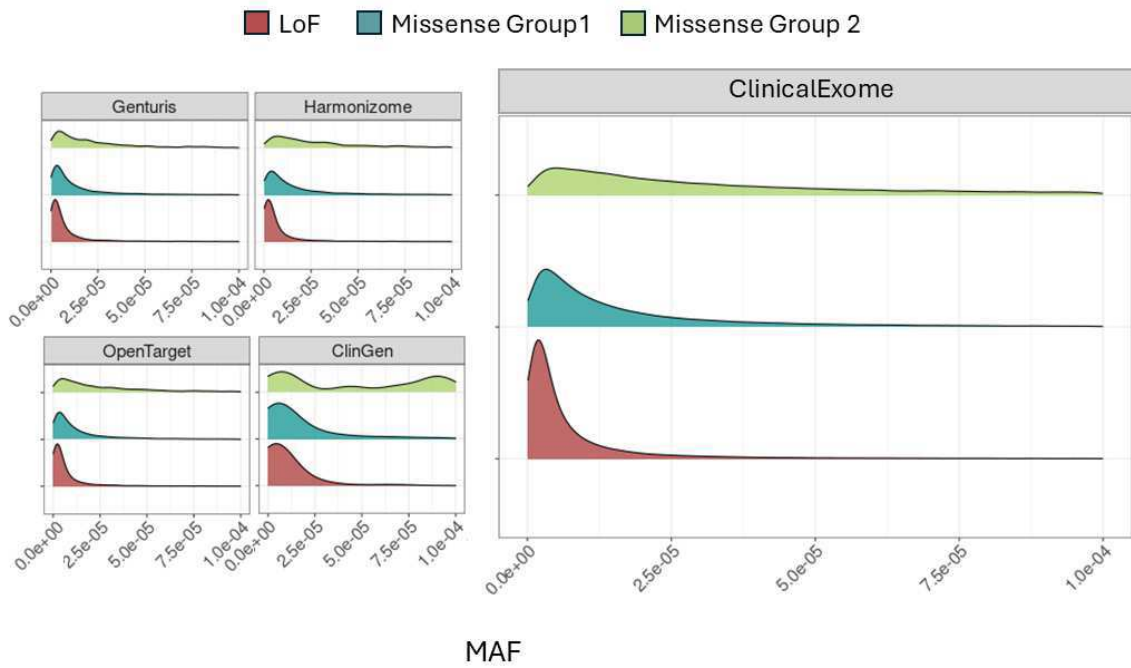 LoF Missense Group1 Missense Group 2
Genturis Harmonizome
0.0e+00 2.5e-05 5.0e-05 7.5e-05 1.0e-04 0.0e+00 2.5e-05 5.0e-05 7.5e-05 1.0e-04
OpenTarget ClinGen
0.0e+00 2.5e-05 5.0e-05 7.5e-05 1.0e-04 0.0e+00 2.5e-05 5.0e-05 7.5e-05 1.0e-04
ClinicalExome
0.0e+00 2.5e-05 5.0e-05 7.5e-05 1.0e-04
MAF